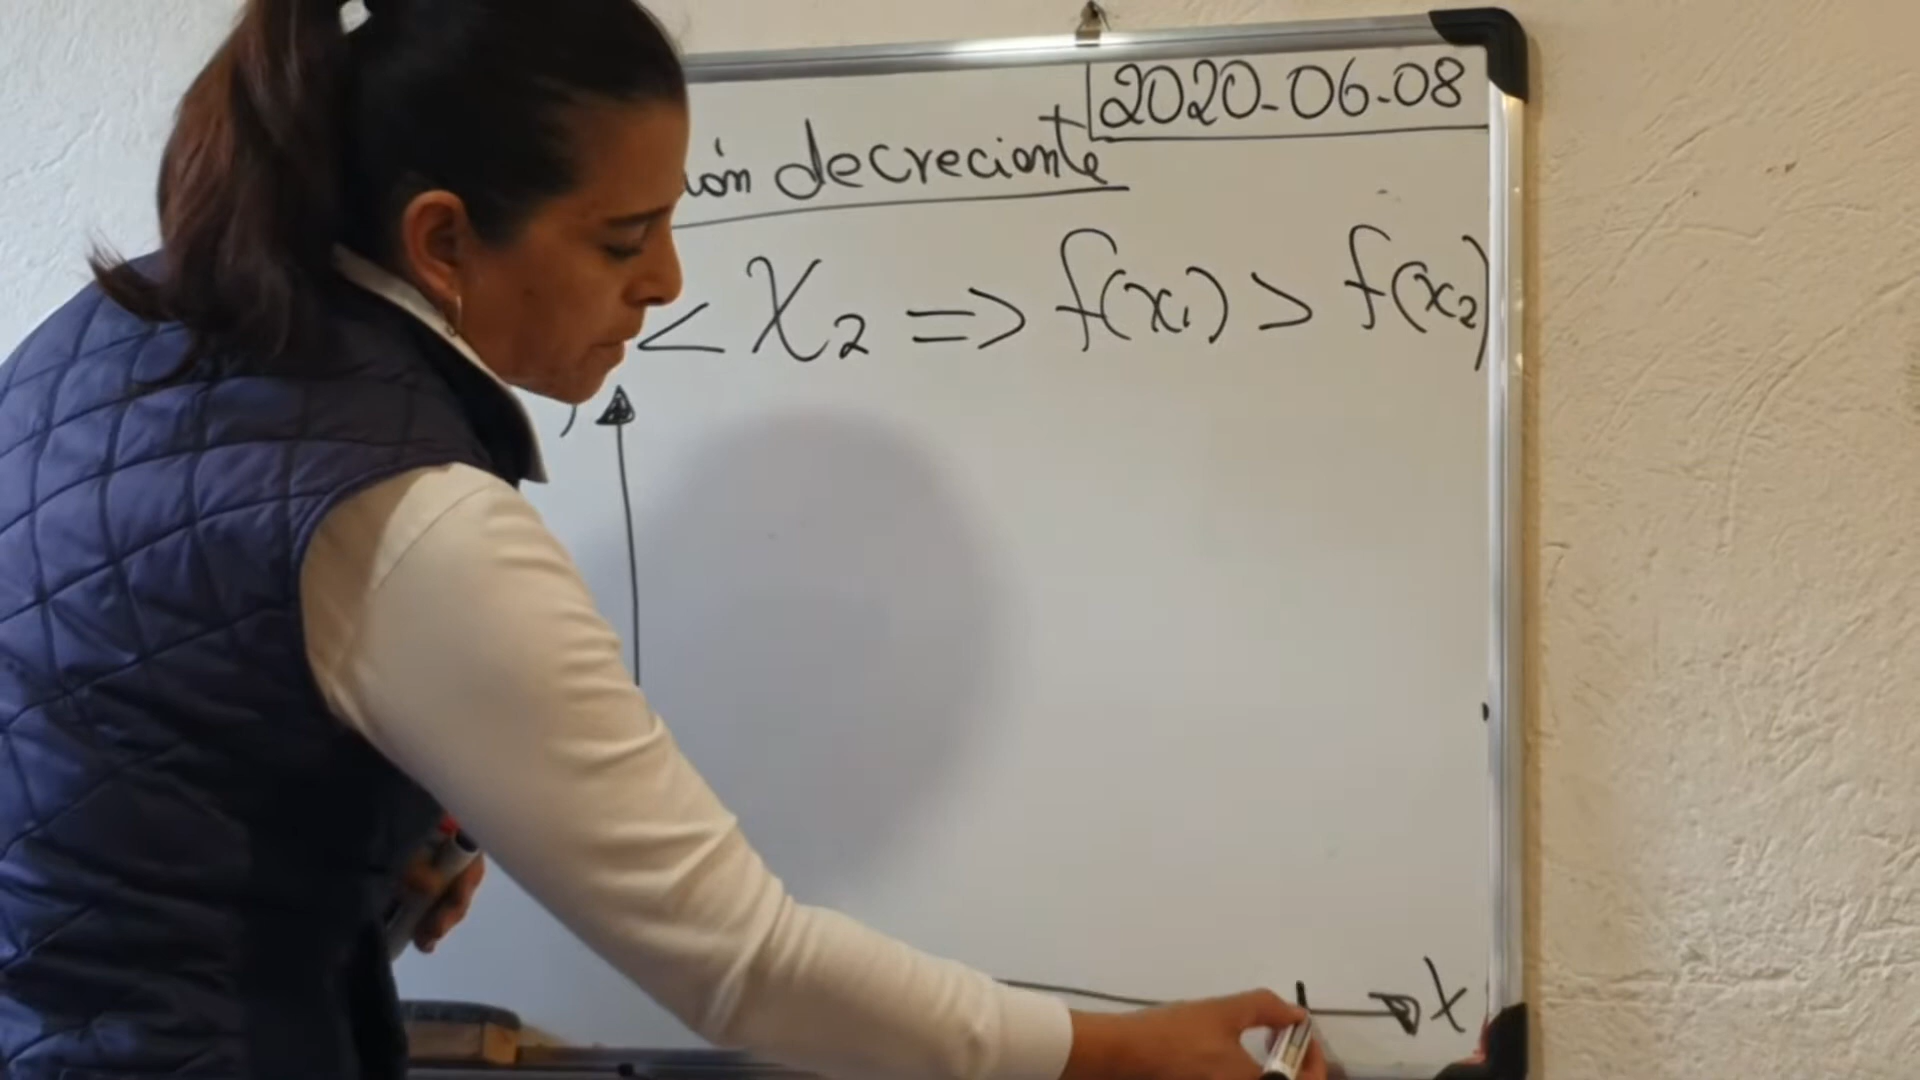 2020-06-08
ión decreciente
< X₂ => f(x₁) > f(x₂)
X